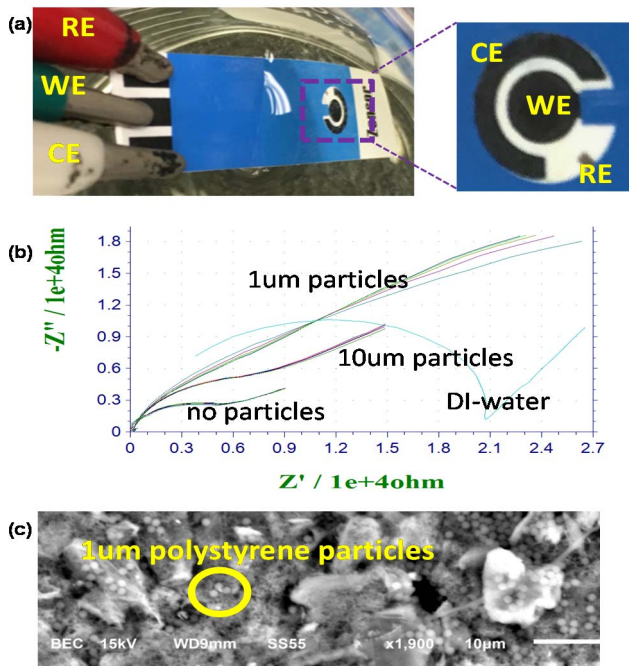 (a)
RE
WE
CE
Zensor
CE
WE
RE
(b)
-Z'' / 1e+4ohm
1.8
1.5
1.2
0.9
0.6
0.3
0
1um particles
10um particles
no particles
DI-water
0 0.3 0.6 0.9 1.2 1.5 1.8 2.1 2.4 2.7
Z' / 1e+4ohm
(c)
1um polystyrene particles
BEC 15kV WD9mm SS55 x1,900 10μm